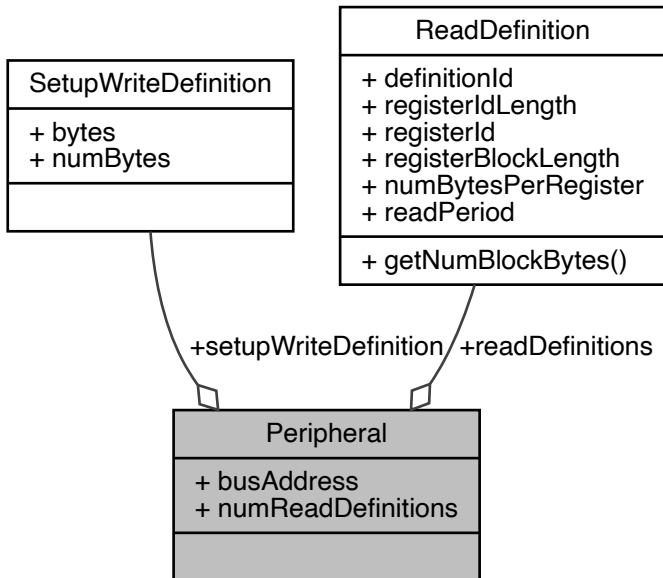 SetupWriteDefinition
+ bytes
+ numBytes
ReadDefinition
+ definitionId
+ registerIdLength
+ registerId
+ registerBlockLength
+ numBytesPerRegister
+ readPeriod
+ getNumBlockBytes()
+setupWriteDefinition
+readDefinitions
Peripheral
+ busAddress
+ numReadDefinitions